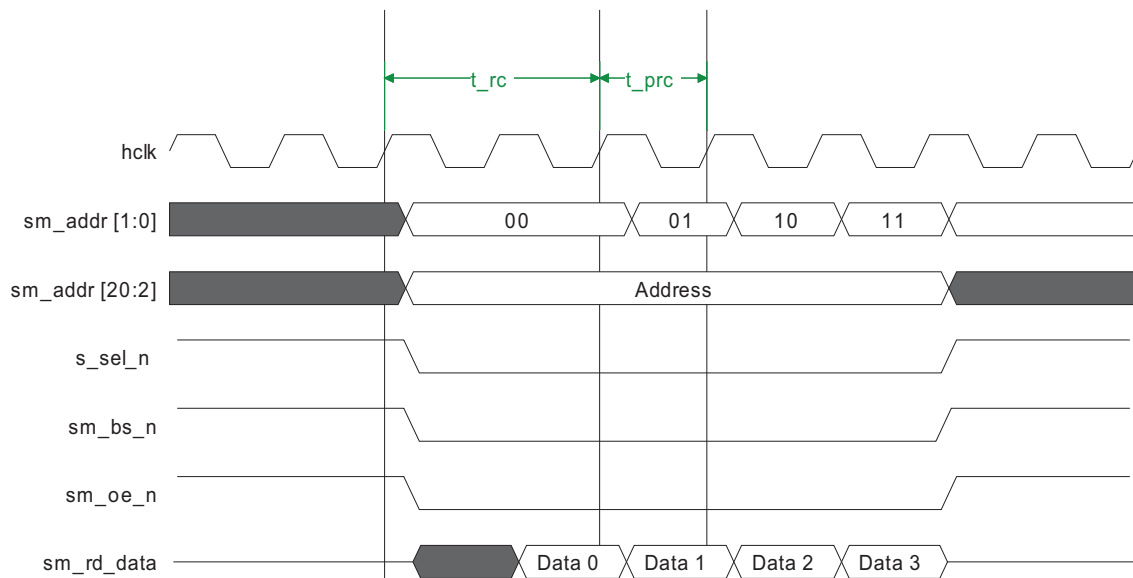 t_rc t_prc
hclk
sm_addr [1:0] 00 01 10 11
sm_addr [20:2] Address
s_sel_n
sm_bs_n
sm_oe_n
sm_rd_data Data 0 Data 1 Data 2 Data 3